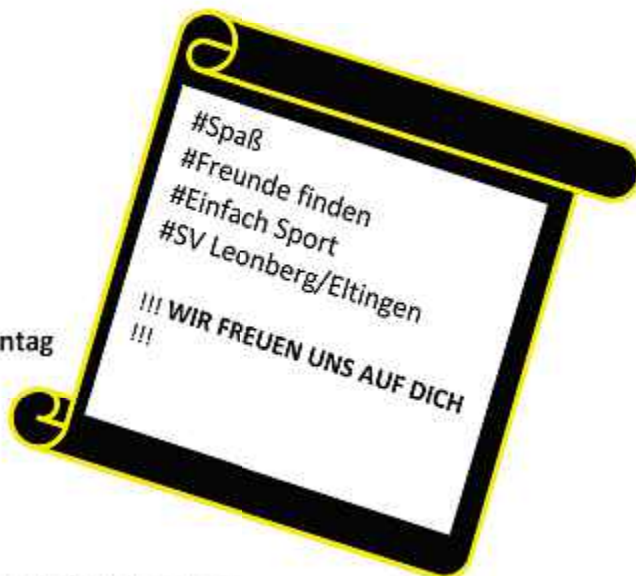 #Spaß
#Freunde finden
#Einfach Sport
#SV Leonberg/Eltingen
!!! WIR FREUEN UNS AUF DICH
!!!
ntag